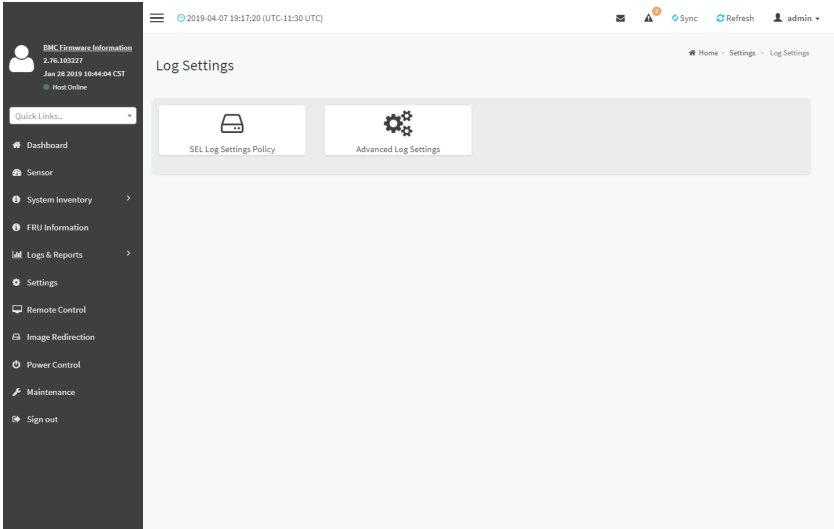 2019-04-07 19:17:20 (UTC-11:30 UTC)
2
Sync
Refresh
admin
BMC Firmware Information
2.76.103227
Jan 28 2019 10:44:04 CST
Host Online
Quick Links..
Dashboard
Sensor
System Inventory
FRU Information
Logs & Reports
Settings
Remote Control
Image Redirection
Power Control
Maintenance
Sign out
Log Settings
Home > Settings > Log Settings
SEL Log Settings Policy
Advanced Log Settings